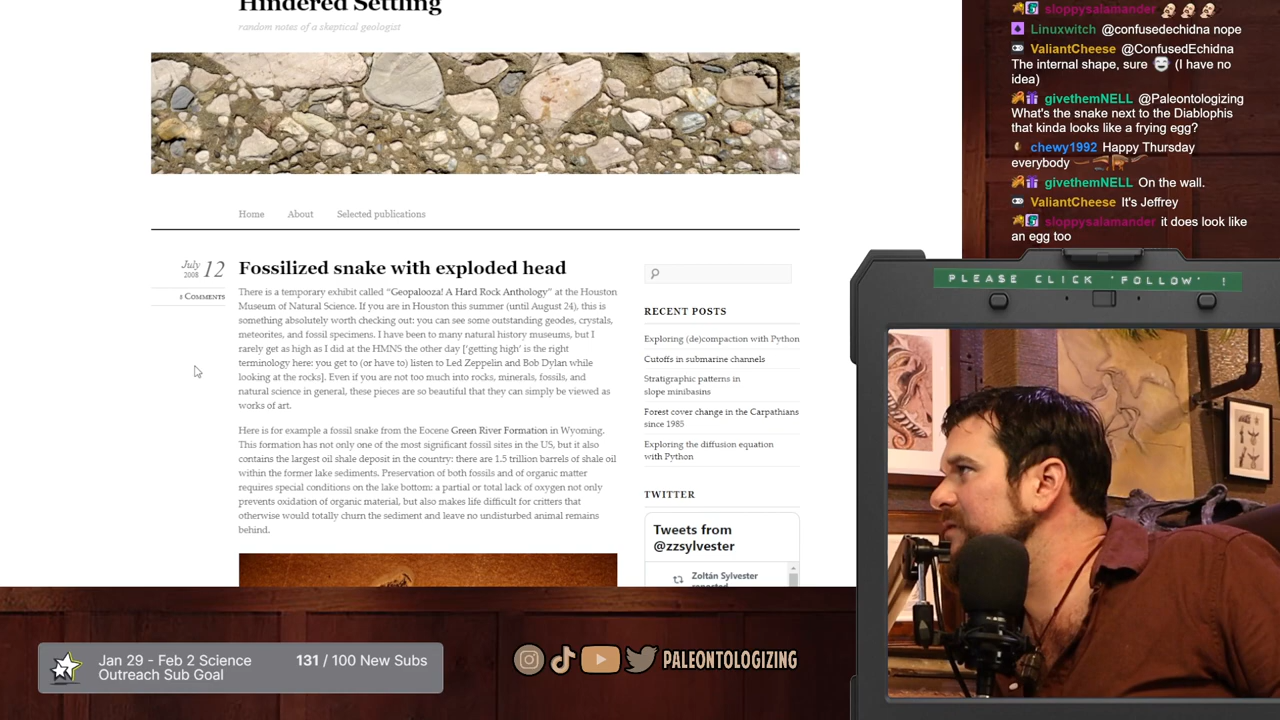 Hindered Settling
random notes of a skeptical geologist
Home About Selected publications
July 12
2008
8 Comments
Fossilized snake with exploded head
There is a temporary exhibit called “Geopalooza! A Hard Rock Anthology” at the Houston
Museum of Natural Science. If you are in Houston this summer (until August 24), this is
something absolutely worth checking out: you can see some outstanding geodes, crystals,
meteorites, and fossil specimens. I have been to many natural history museums, but I
rarely get as high as I did at the HMNS the other day [‘getting high’ is the right
terminology here: you get to (or have to) listen to Led Zeppelin and Bob Dylan while
looking at the rocks]. Even if you are not too much into rocks, minerals, fossils, and
natural science in general, these pieces are so beautiful that they can simply be viewed as
works of art.
Here is for example a fossil snake from the Eocene Green River Formation in Wyoming.
This formation has not only one of the most significant fossil sites in the US, but it also
contains the largest oil shale deposit in the country: there are 1.5 trillion barrels of shale oil
within the former lake sediments. Preservation of both fossils and of organic matter
requires special conditions on the lake bottom: a partial or total lack of oxygen not only
prevents oxidation of organic material, but also makes life difficult for critters that
otherwise would totally churn the sediment and leave no undisturbed animal remains
behind.
RECENT POSTS
Exploring (de)compaction with Python
Cutoffs in submarine channels
Stratigraphic patterns in
slope minibasins
Forest cover change in the Carpathians
since 1985
Exploring the diffusion equation
with Python
TWITTER
Tweets from
@zzsylvester
Zoltán Sylvester
sloppysalamander
Linuxwitch @confusedechidna nope
ValiantCheese @ConfusedEchidna
The internal shape, sure (I have no
idea)
givethemNELL @Paleontologizing
What's the snake next to the Diablophis
that kinda looks like a frying egg?
chewy1992 Happy Thursday
everybody
givethemNELL On the wall.
ValiantCheese It's Jeffrey
sloppysalamander it does look like
an egg too
PLEASE CLICK 'FOLLOW' !
Jan 29 - Feb 2 Science
Outreach Sub Goal
131 / 100 New Subs
PALEONTOLOGIZING